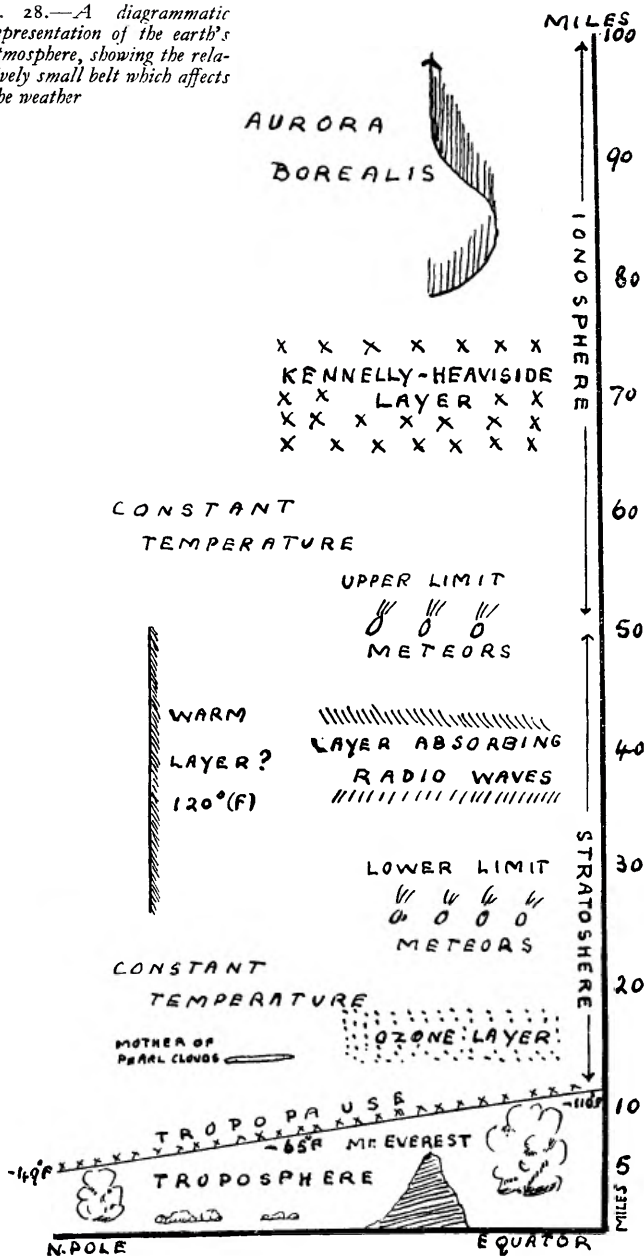 28.—A diagrammatic
presentation of the earth's
tmosphere, showing the rela-
vely small belt which affects
he weather
MILES
100
AURORA
BOREALIS
90
IONOSPHERE
80
KENNELLY-HEAVISIDE
LAYER
70
CONSTANT
TEMPERATURE
60
UPPER LIMIT
METEORS
50
WARM
LAYER?
120°(F)
LAYER ABSORBING
RADIO WAVES
40
LOWER LIMIT
METEORS
30
STRATOSHERE
CONSTANT
TEMPERATURE
20
MOTHER OF
PEARL CLOUDS
OZONE LAYER
TROPOPAUSE
10
-110°F
-65°F
-49°F
MT. EVEREST
TROPOSPHERE
5
MILES
N.POLE
EQUATOR